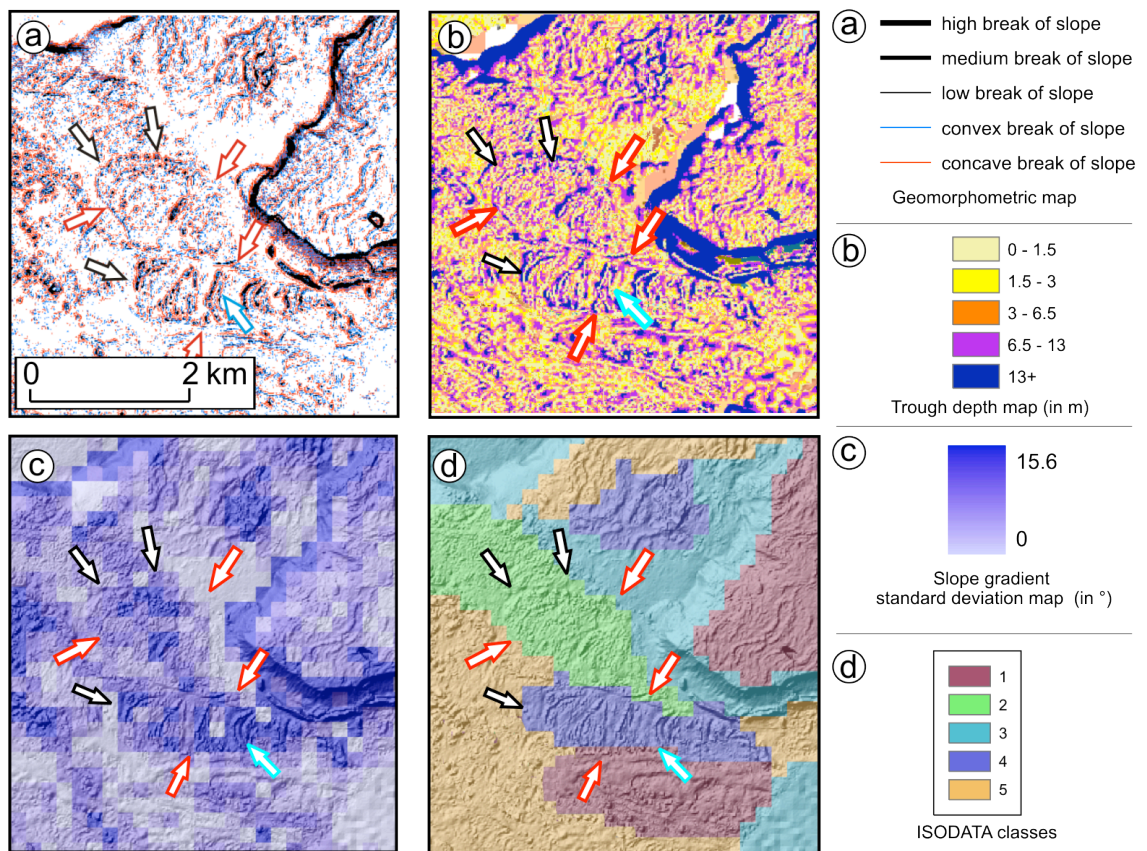 a
b
0
2 km
c
d
a
high break of slope
medium break of slope
low break of slope
convex break of slope
concave break of slope
Geomorphometric map
b
0 - 1.5
1.5 - 3
3 - 6.5
6.5 - 13
13+
Trough depth map (in m)
c
15.6
0
Slope gradient
standard deviation map (in °)
d
1
2
3
4
5
ISODATA classes